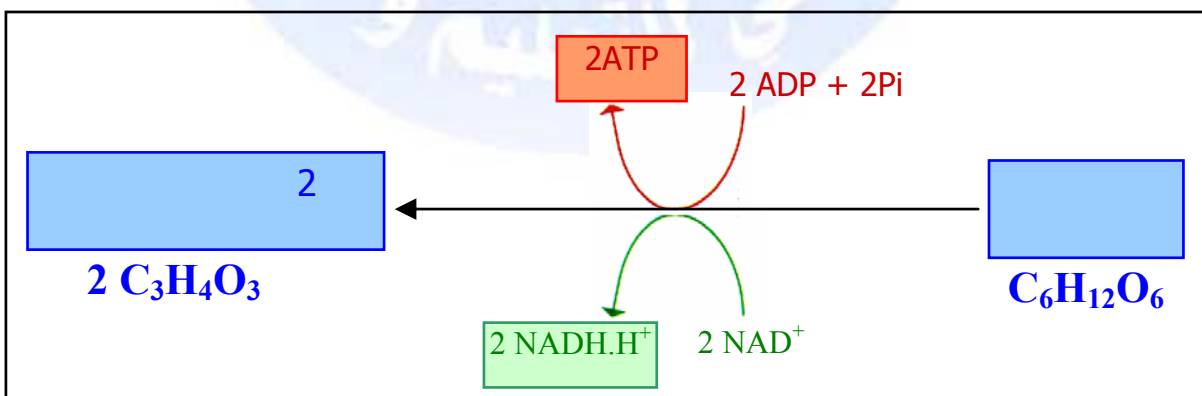 2ATP
2 ADP + 2Pi
2
2 C₃H₄O₃
C₆H₁₂O₆
2 NADH.H⁺
2 NAD⁺